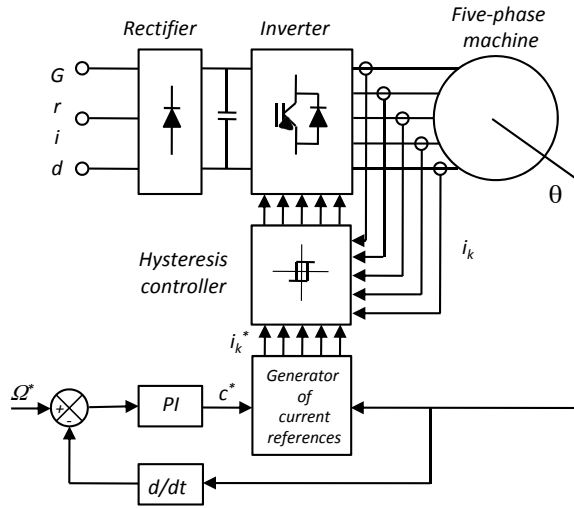 Rectifier
Inverter
Five-phase
machine
G
r
i
d
θ
Hysteresis
controller
i_k
i_k^*
Ω^*
+
-
PI
c^*
Generator
of
current
references
d/dt